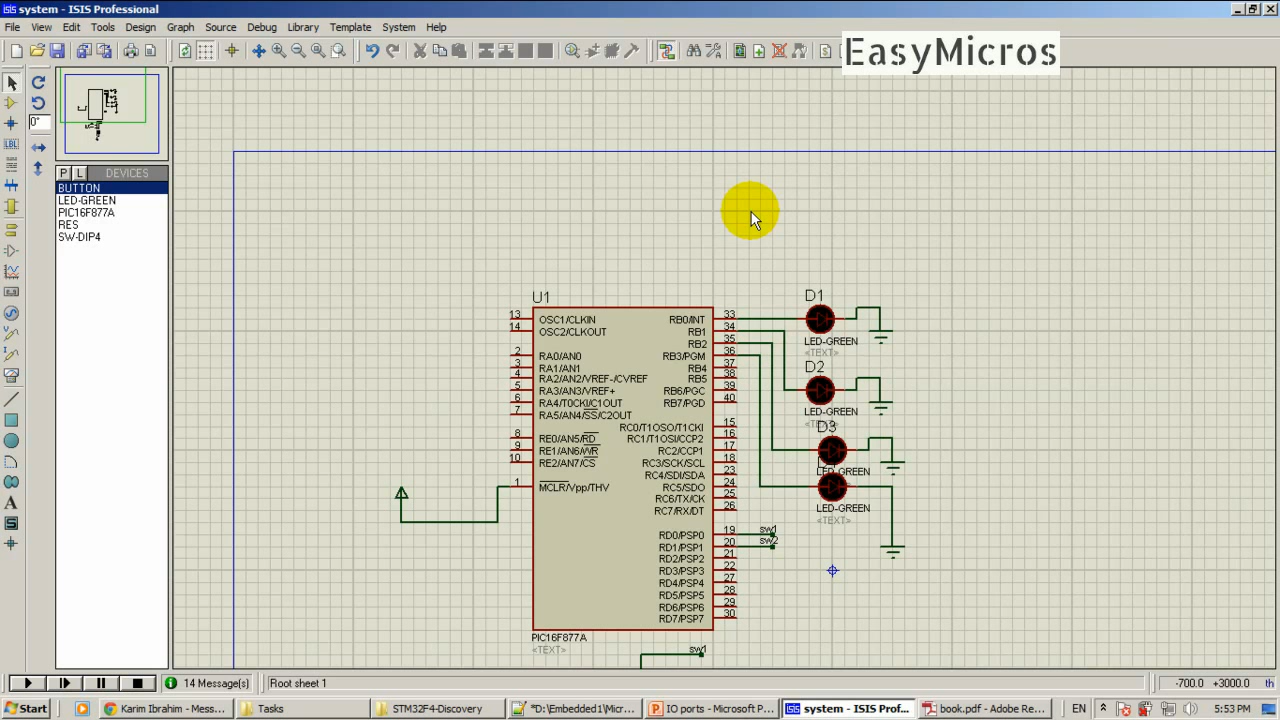 system - ISIS Professional
File View Edit Tools Design Graph Source Debug Library Template System Help
EasyMicros
0°
LBL
P L DEVICES
BUTTON
LED-GREEN
PIC16F877A
RES
SW-DIP4
U1
13 OSC1/CLKIN
14 OSC2/CLKOUT
2 RA0/AN0
3 RA1/AN1
4 RA2/AN2/VREF-/CVREF
5 RA3/AN3/VREF+
6 RA4/T0CKI/C1OUT
7 RA5/AN4/SS/C2OUT
8 RE0/AN5/RD
9 RE1/AN6/WR
10 RE2/AN7/CS
1 MCLR/Vpp/THV
RB0/INT 33
RB1 34
RB2 35
RB3/PGM 36
RB4 37
RB5 38
RB6/PGC 39
RB7/PGD 40
RC0/T1OSO/T1CKI 15
RC1/T1OSI/CCP2 16
RC2/CCP1 17
RC3/SCK/SCL 18
RC4/SDI/SDA 23
RC5/SDO 24
RC6/TX/CK 25
RC7/RX/DT 26
RD0/PSP0 19
RD1/PSP1 20
RD2/PSP2 21
RD3/PSP3 22
RD4/PSP4 27
RD5/PSP5 28
RD6/PSP6 29
RD7/PSP7 30
PIC16F877A
<TEXT>
D1
LED-GREEN
<TEXT>
D2
LED-GREEN
D3
LED-GREEN
LED-GREEN
<TEXT>
sw1
sw2
sw1
14 Message(s) Root sheet 1 -700.0 +3000.0 th
Start Karim Ibrahim - Mess... Tasks STM32F4-Discovery *D:\Embedded1\Micr... IO ports - Microsoft P... system - ISIS Prof... book.pdf - Adobe Re... EN 5:53 PM